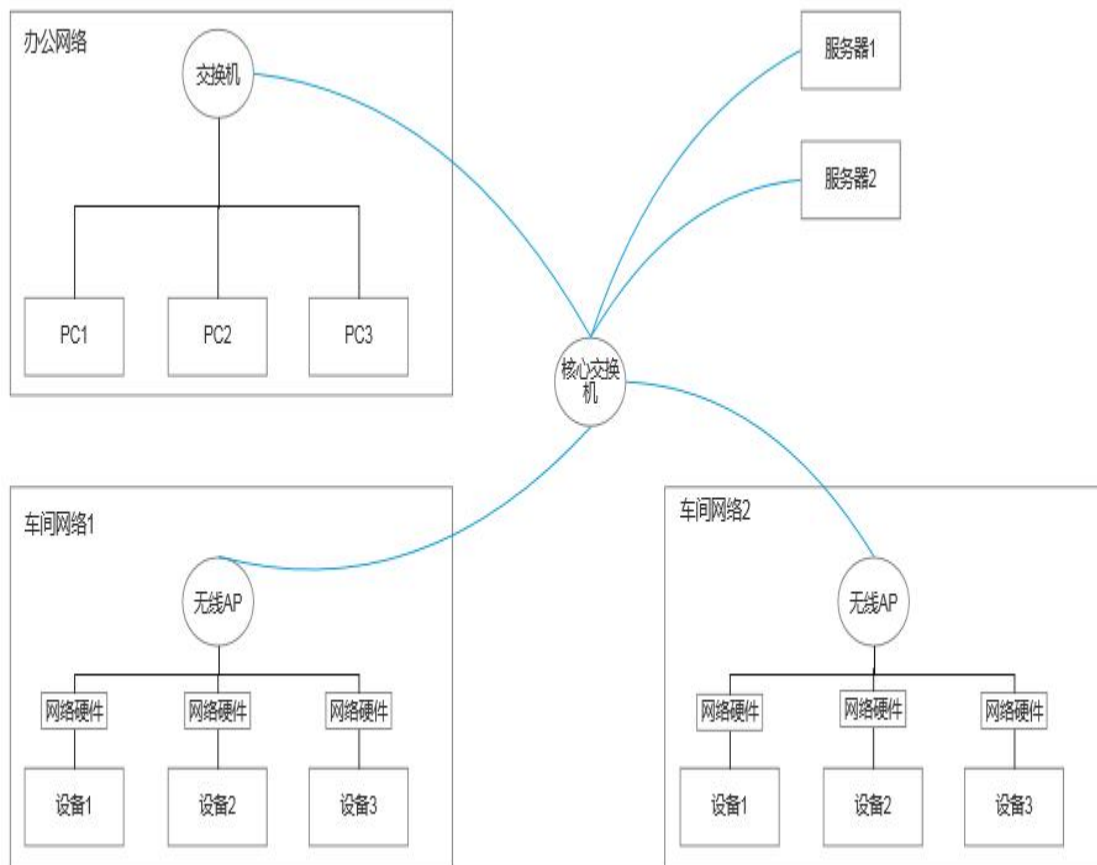 办公网络
交换机
服务器1
服务器2
PC1
PC2
PC3
核心交换
机
车间网络1
无线AP
网络硬件
网络硬件
网络硬件
设备1
设备2
设备3
车间网络2
无线AP
网络硬件
网络硬件
网络硬件
设备1
设备2
设备3